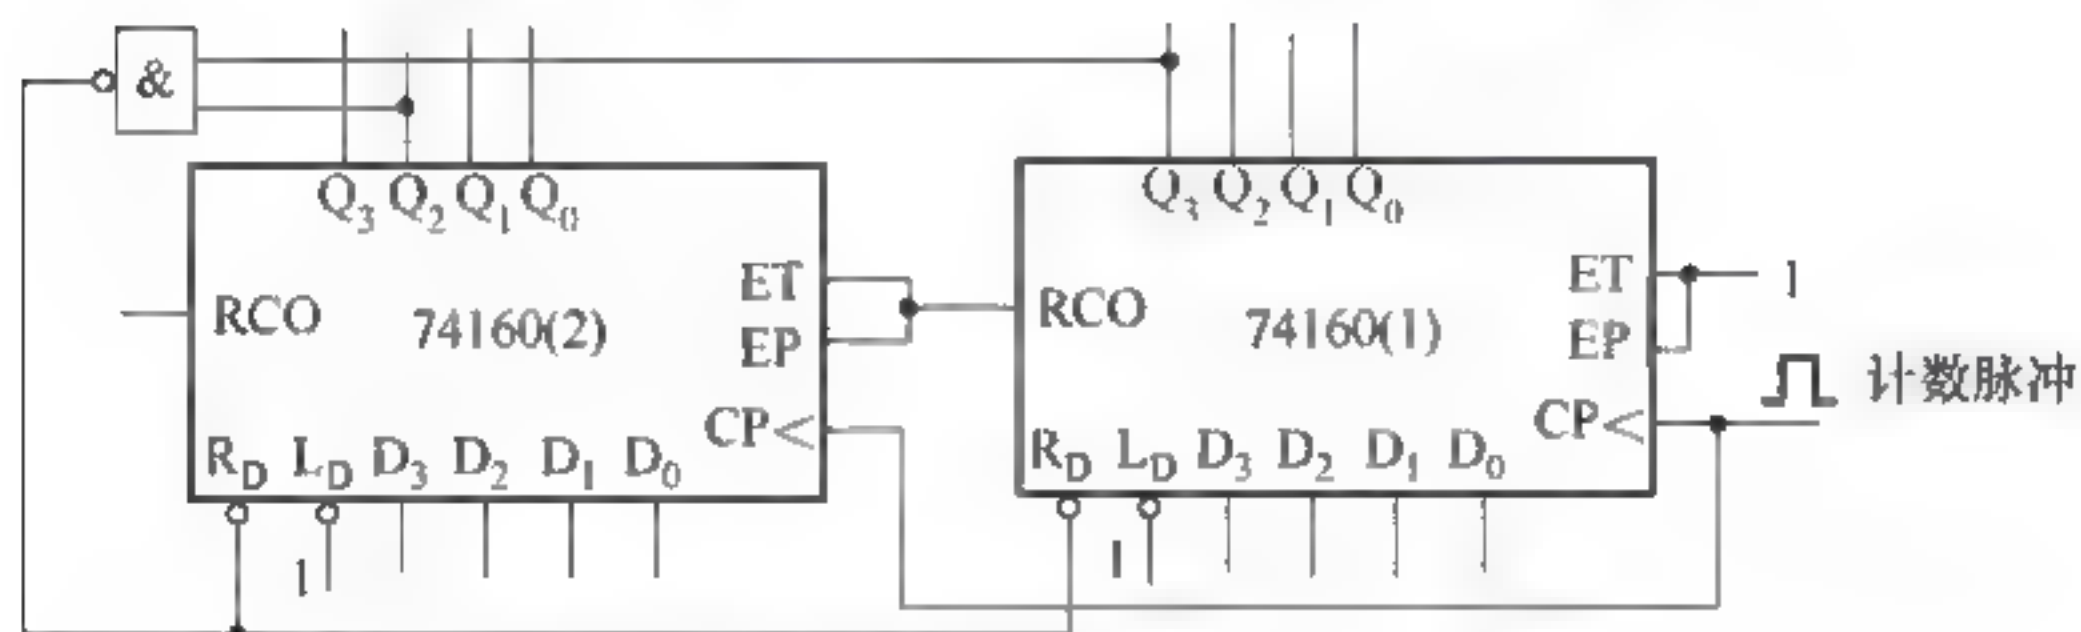 &
Q3 Q2 Q1 Q0
Q3 Q2 Q1 Q0
RCO
74160(2)
ET
EP
CP
RD LD D3 D2 D1 D0
1
RCO
74160(1)
ET
EP
CP
RD LD D3 D2 D1 D0
1
1
计数脉冲